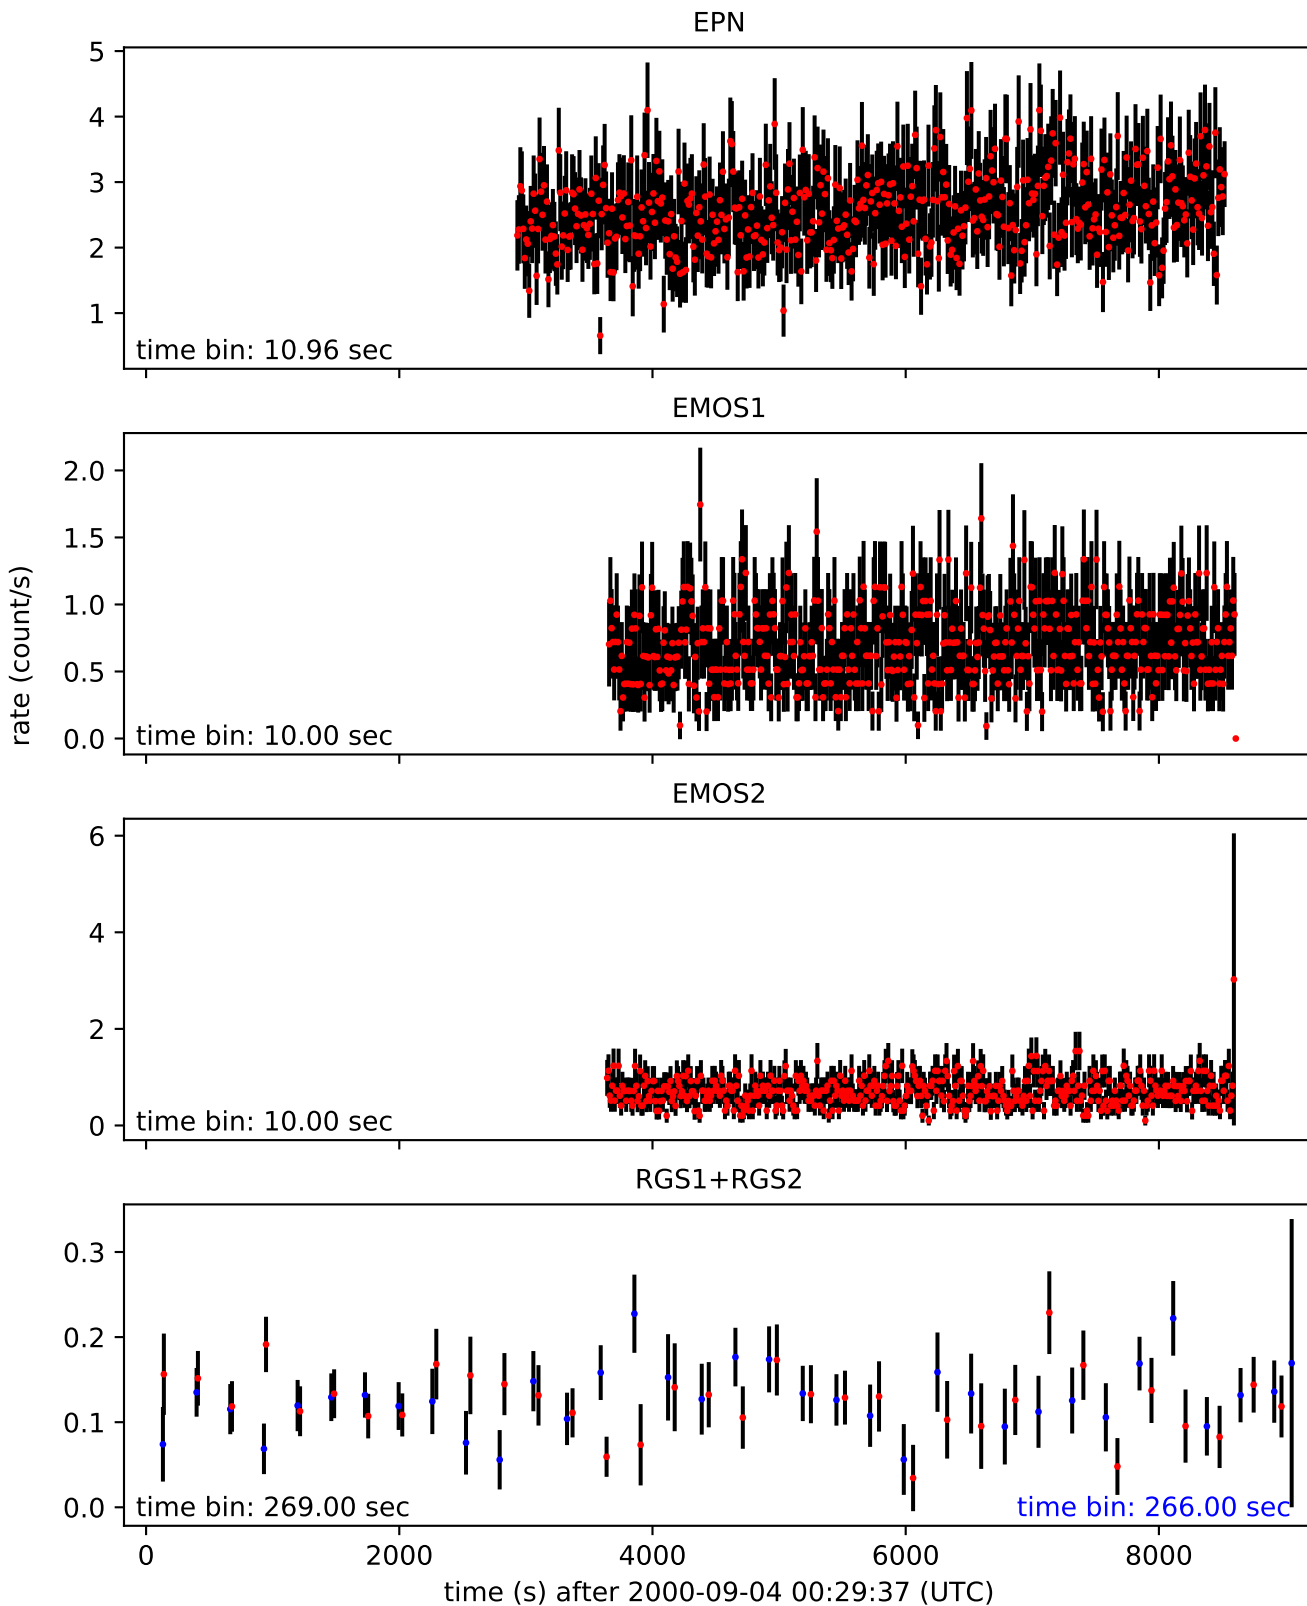 EPN
5
4
3
2
1
time bin: 10.96 sec
EMOS1
2.0
1.5
1.0
0.5
0.0
time bin: 10.00 sec
rate (count/s)
EMOS2
6
4
2
0
time bin: 10.00 sec
RGS1+RGS2
0.3
0.2
0.1
0.0
time bin: 269.00 sec time bin: 266.00 sec
0 2000 4000 6000 8000
time (s) after 2000-09-04 00:29:37 (UTC)